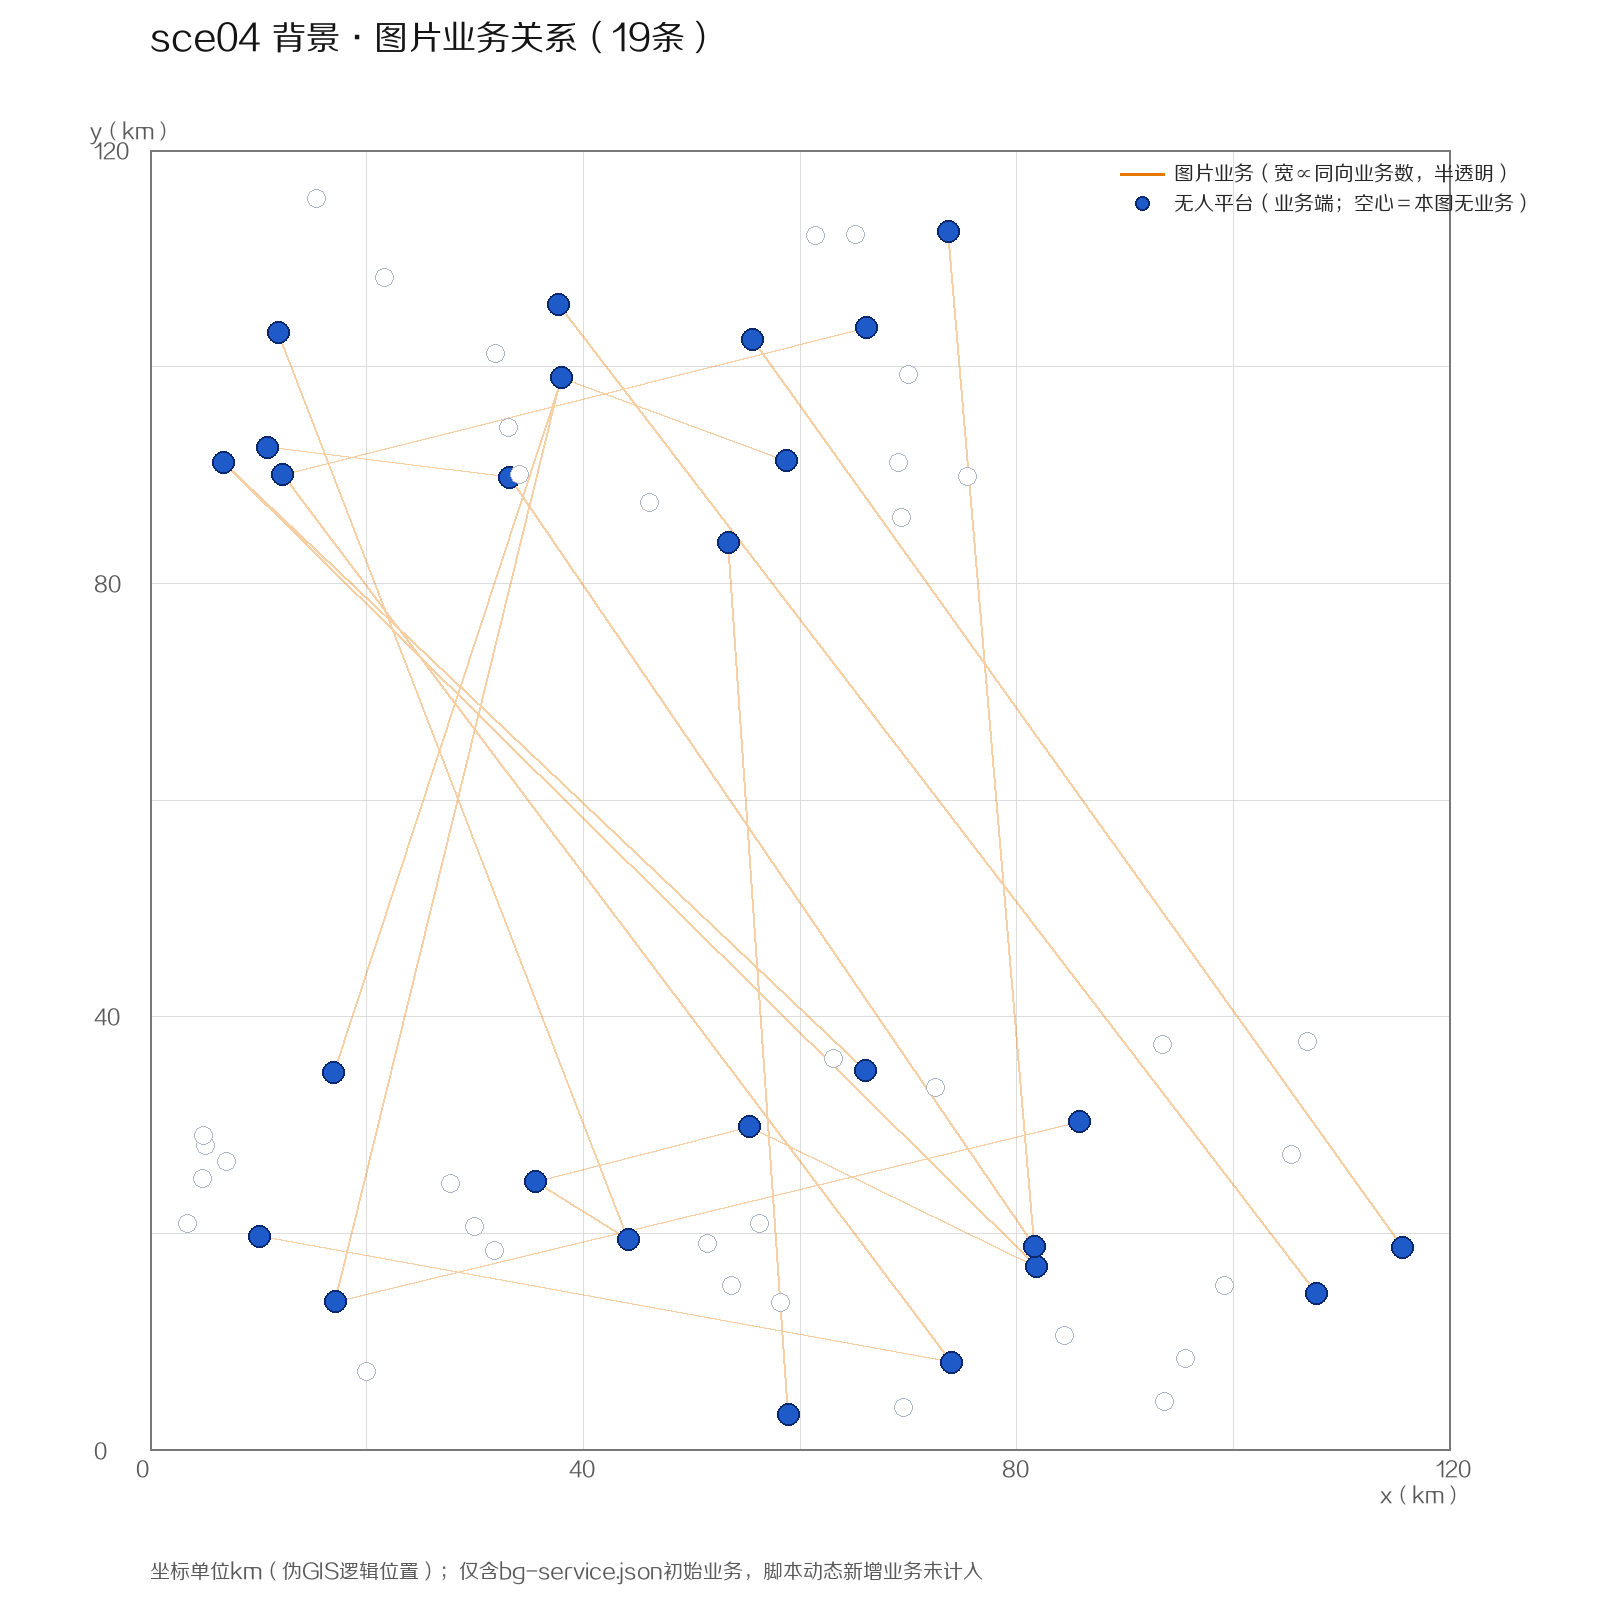 sce04 背景·图片业务关系（19条）
y（km）
120
图片业务（宽∝同向业务数，半透明）
无人平台（业务端；空心＝本图无业务）
80
40
0
0 40 80 120
x（km）
坐标单位km（伪GIS逻辑位置）；仅含bg-service.json初始业务，脚本动态新增业务未计入